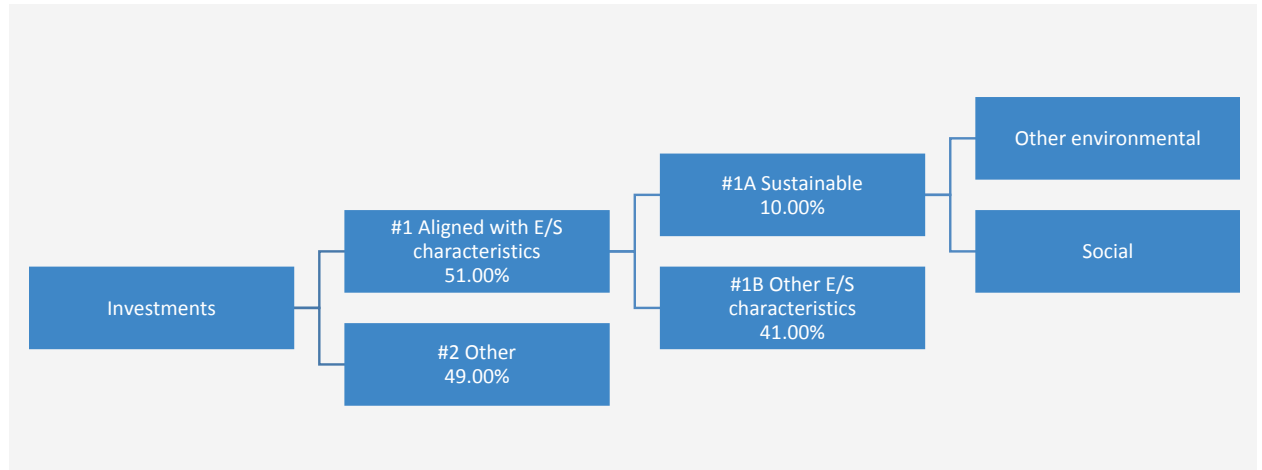 Investments
#1 Aligned with E/S
characteristics
51.00%
#2 Other
49.00%
#1A Sustainable
10.00%
#1B Other E/S
characteristics
41.00%
Other environmental
Social